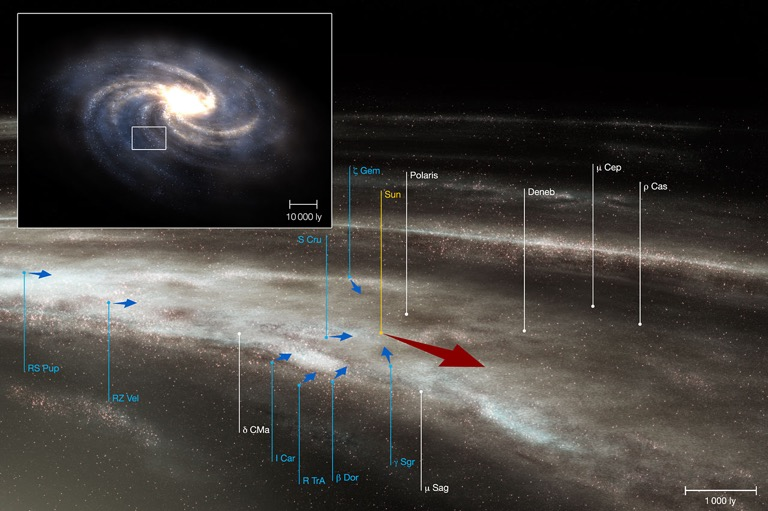 10 000 ly
ζ Gem
Sun
Polaris
Deneb
μ Cep
ρ Cas
S Cru
RS Pup
RZ Vel
δ CMa
l Car
R TrA
β Dor
γ Sgr
μ Sag
1 000 ly